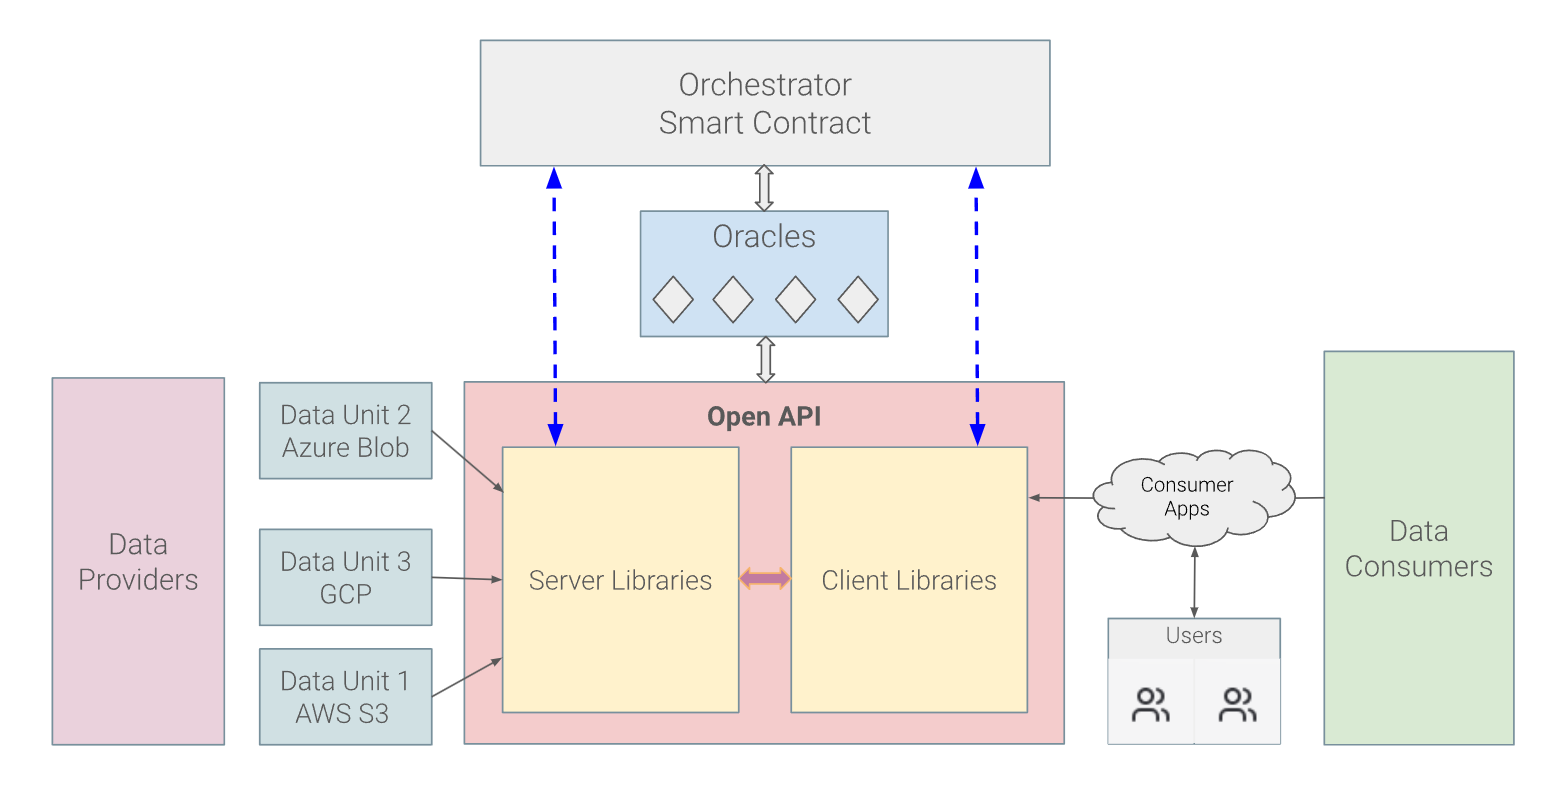 Orchestrator
Smart Contract
Oracles
Open API
Data
Providers
Data Unit 2
Azure Blob
Data Unit 3
GCP
Data Unit 1
AWS S3
Server Libraries
Client Libraries
Consumer
Apps
Users
Data
Consumers